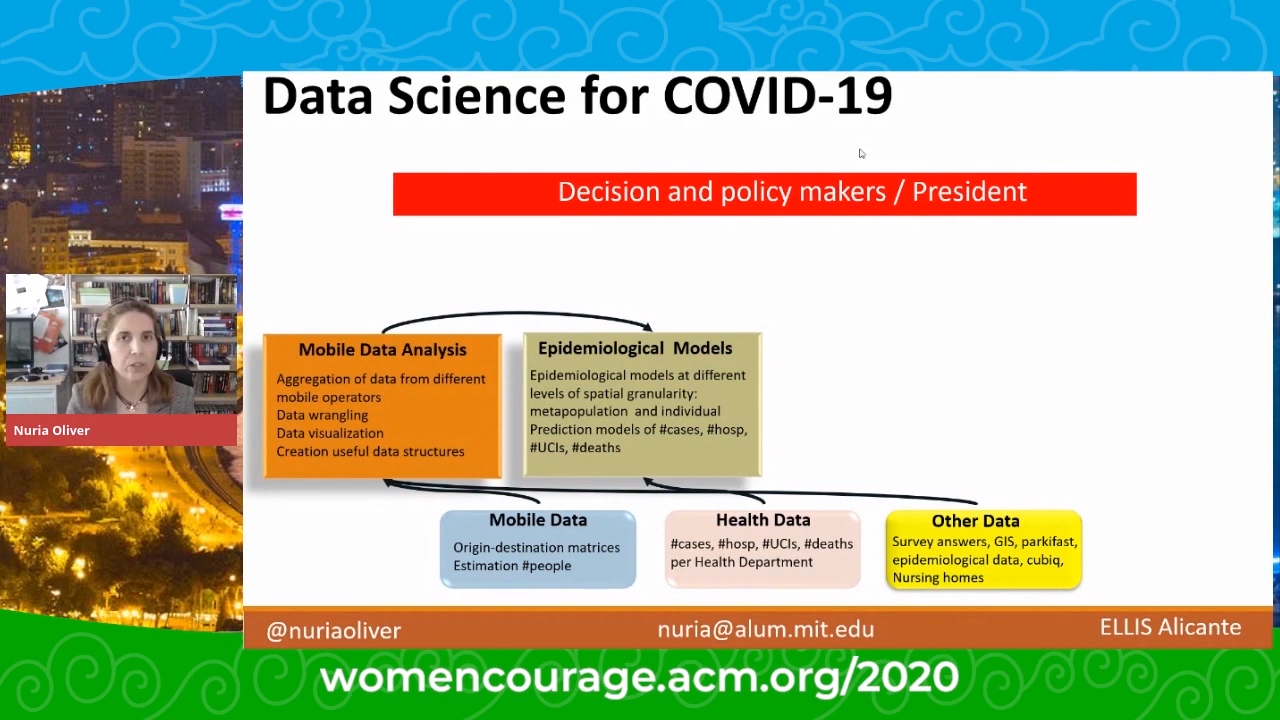 Data Science for COVID-19
Decision and policy makers / President
Mobile Data Analysis
Aggregation of data from different
mobile operators
Data wrangling
Data visualization
Creation useful data structures
Epidemiological Models
Epidemiological models at different
levels of spatial granularity:
metapopulation and individual
Prediction models of #cases, #hosp,
#UCIs, #deaths
Nuria Oliver
Mobile Data
Origin-destination matrices
Estimation #people
Health Data
#cases, #hosp, #UCIs, #deaths
per Health Department
Other Data
Survey answers, GIS, parkifast,
epidemiological data, cubiq,
Nursing homes
@nuriaoliver
nuria@alum.mit.edu
ELLIS Alicante
womencourage.acm.org/2020